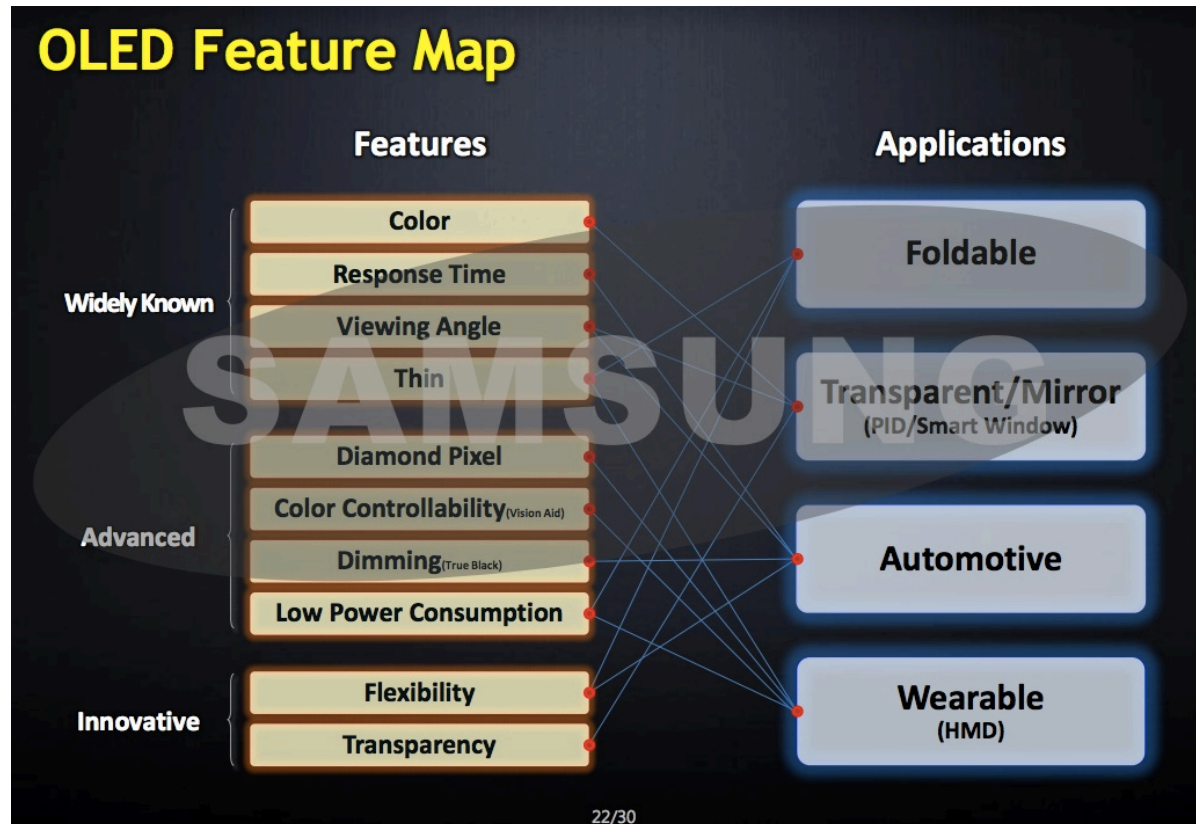 OLED Feature Map
Features
Applications
Widely Known
Color
Response Time
Viewing Angle
Thin
Advanced
Diamond Pixel
Color Controllability(Vision Aid)
Dimming(True Black)
Low Power Consumption
Innovative
Flexibility
Transparency
Foldable
Transparent/Mirror
(PID/Smart Window)
Automotive
Wearable
(HMD)
SAMSUNG
22/30